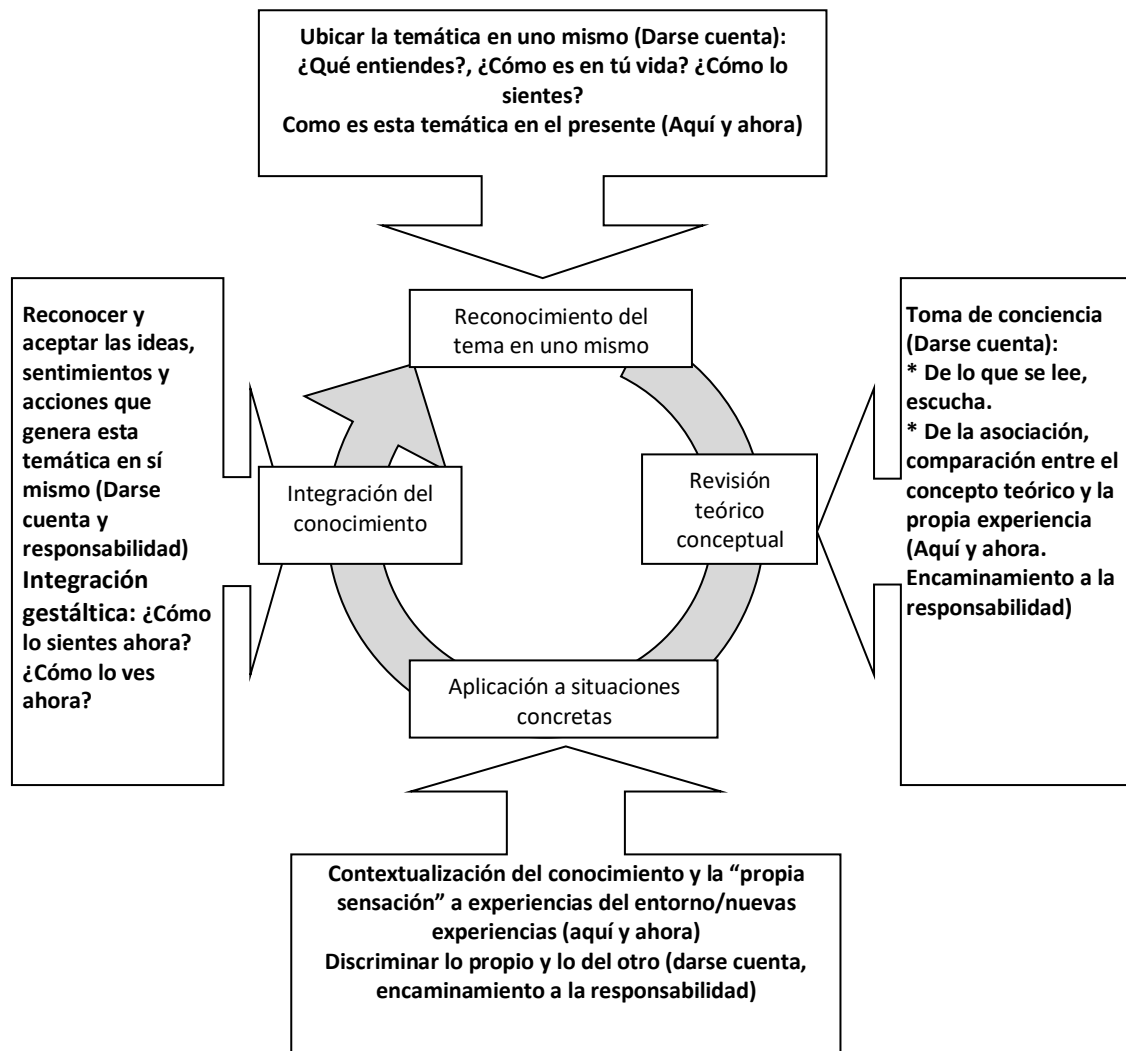 Ubicar la temática en uno mismo (Darse cuenta):
¿Qué entiendes?, ¿Cómo es en tú vida? ¿Cómo lo
sientes?
Como es esta temática en el presente (Aquí y ahora)
Reconocimiento del
tema en uno mismo
Reconocer y
aceptar las ideas,
sentimientos y
acciones que
genera esta
temática en sí
mismo (Darse
cuenta y
responsabilidad)
Integración
gestáltica: ¿Cómo
lo sientes ahora?
¿Cómo lo ves
ahora?
Integración del
conocimiento
Revisión
teórico
conceptual
Toma de conciencia
(Darse cuenta):
* De lo que se lee,
escucha.
* De la asociación,
comparación entre el
concepto teórico y la
propia experiencia
(Aquí y ahora.
Encaminamiento a la
responsabilidad)
Aplicación a situaciones
concretas
Contextualización del conocimiento y la “propia
sensación” a experiencias del entorno/nuevas
experiencias (aquí y ahora)
Discriminar lo propio y lo del otro (darse cuenta,
encaminamiento a la responsabilidad)